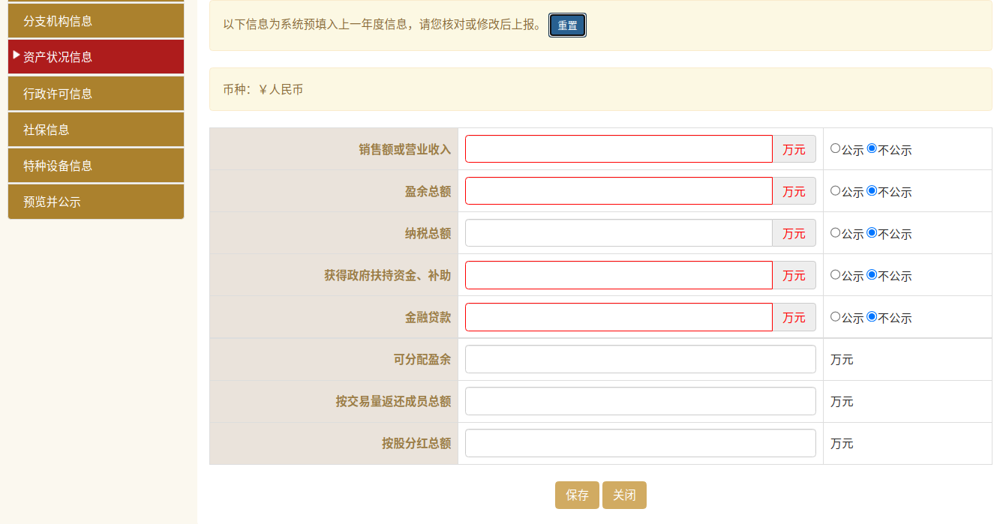 分支机构信息
资产状况信息
行政许可信息
社保信息
特种设备信息
预览并公示
以下信息为系统预填入上一年度信息，请您核对或修改后上报。 重置
币种：￥人民币
销售额或营业收入 万元 公示 不公示
盈余总额 万元 公示 不公示
纳税总额 万元 公示 不公示
获得政府扶持资金、补助 万元 公示 不公示
金融贷款 万元 公示 不公示
可分配盈余 万元
按交易量返还成员总额 万元
按股分红总额 万元
保存 关闭